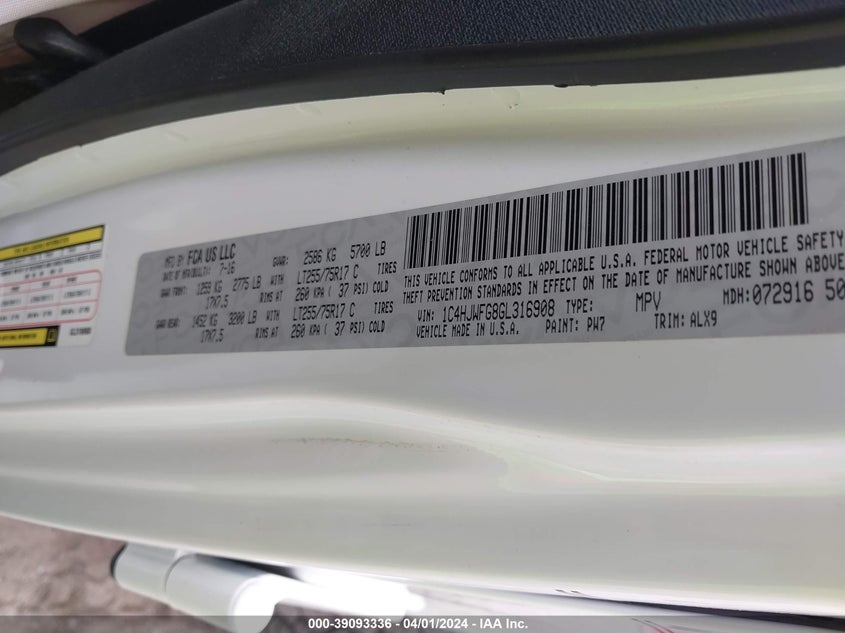 MFD BY: FCA US LLC
DATE OF MFR(BUILD): 7-16
GVWR: 2586 KG 5700 LB
GAWR FRONT: 1259 KG 2775 LB WITH LT255/75R17 C TIRES
17X7.5 RIMS AT 260 KPA ( 37 PSI) COLD
GAWR REAR: 1452 KG 3200 LB WITH LT255/75R17 C TIRES
17X7.5 RIMS AT 260 KPA ( 37 PSI) COLD
THIS VEHICLE CONFORMS TO ALL APPLICABLE U.S.A. FEDERAL MOTOR VEHICLE SAFETY
THEFT PREVENTION STANDARDS IN EFFECT ON THE DATE OF MANUFACTURE SHOWN ABOVE
VIN: 1C4HJWFG8GL316908 TYPE: MPV MDH:072916 50
VEHICLE MADE IN U.S.A. PAINT: PW7 TRIM: ALX9
000-39093336 - 04/01/2024 - IAA Inc.